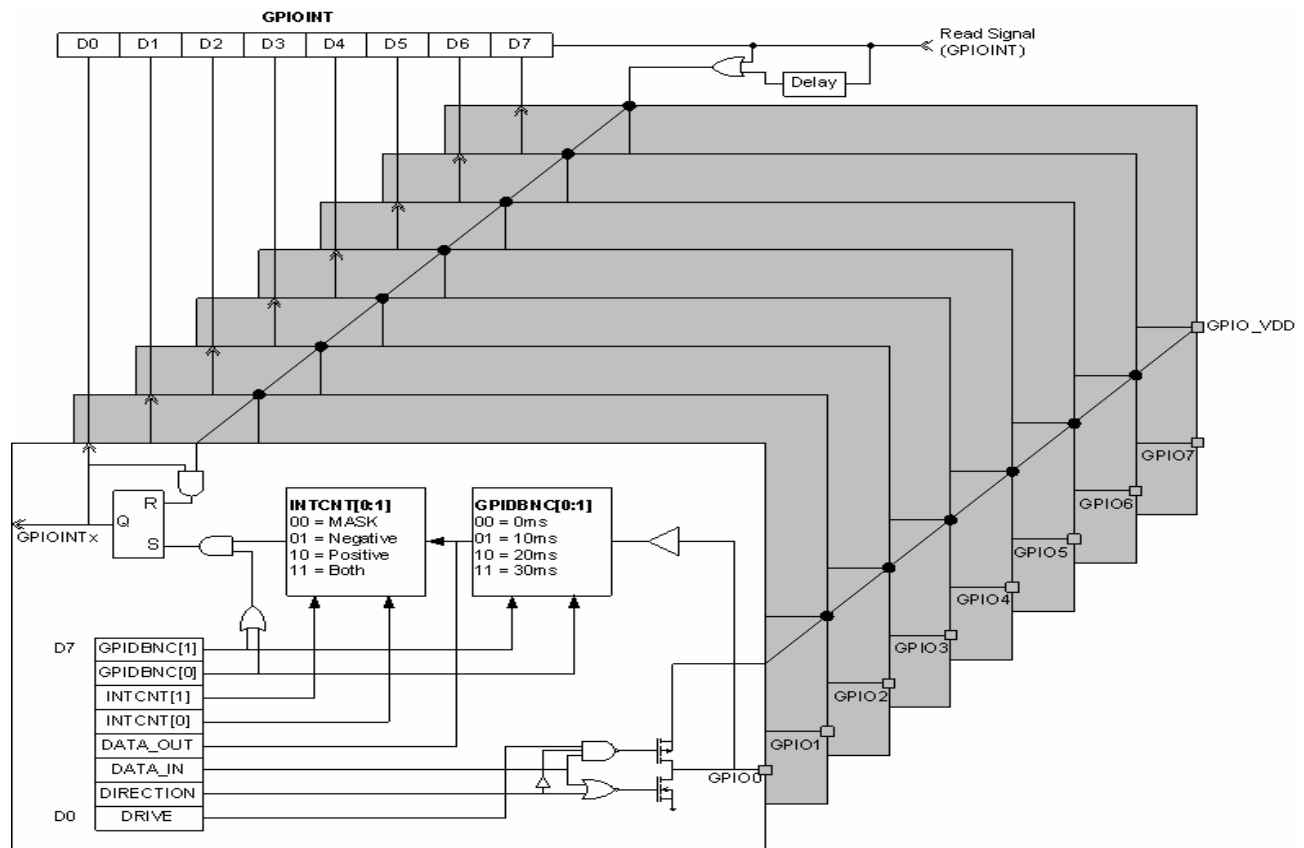 GPIOINT
D0 D1 D2 D3 D4 D5 D6 D7
Read Signal
(GPIOINT)
Delay
GPIO_VDD
GPIO7
GPIO6
GPIO5
GPIO4
GPIO3
GPIO2
GPIO1
GPIO0
R
Q
S
GPIOINTx
INTCNT[0:1]
00 = MASK
01 = Negative
10 = Positive
11 = Both
GPIDBNC[0:1]
00 = 0ms
01 = 10ms
10 = 20ms
11 = 30ms
D7 GPIDBNC[1]
GPIDBNC[0]
INTCNT[1]
INTCNT[0]
DATA_OUT
DATA_IN
DIRECTION
D0 DRIVE